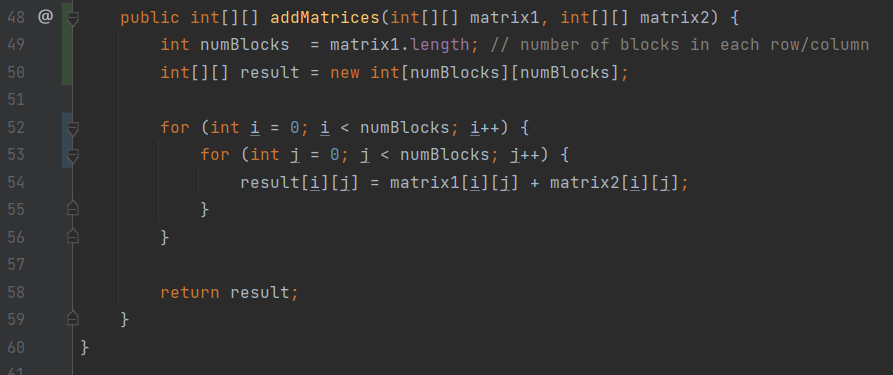 48 @ public int[][] addMatrices(int[][] matrix1, int[][] matrix2) {
49 int numBlocks  = matrix1.length; // number of blocks in each row/column
50 int[][] result = new int[numBlocks][numBlocks];
51
52 for (int i = 0; i < numBlocks; i++) {
53 for (int j = 0; j < numBlocks; j++) {
54 result[i][j] = matrix1[i][j] + matrix2[i][j];
55 }
56 }
57
58 return result;
59 }
60 }
61